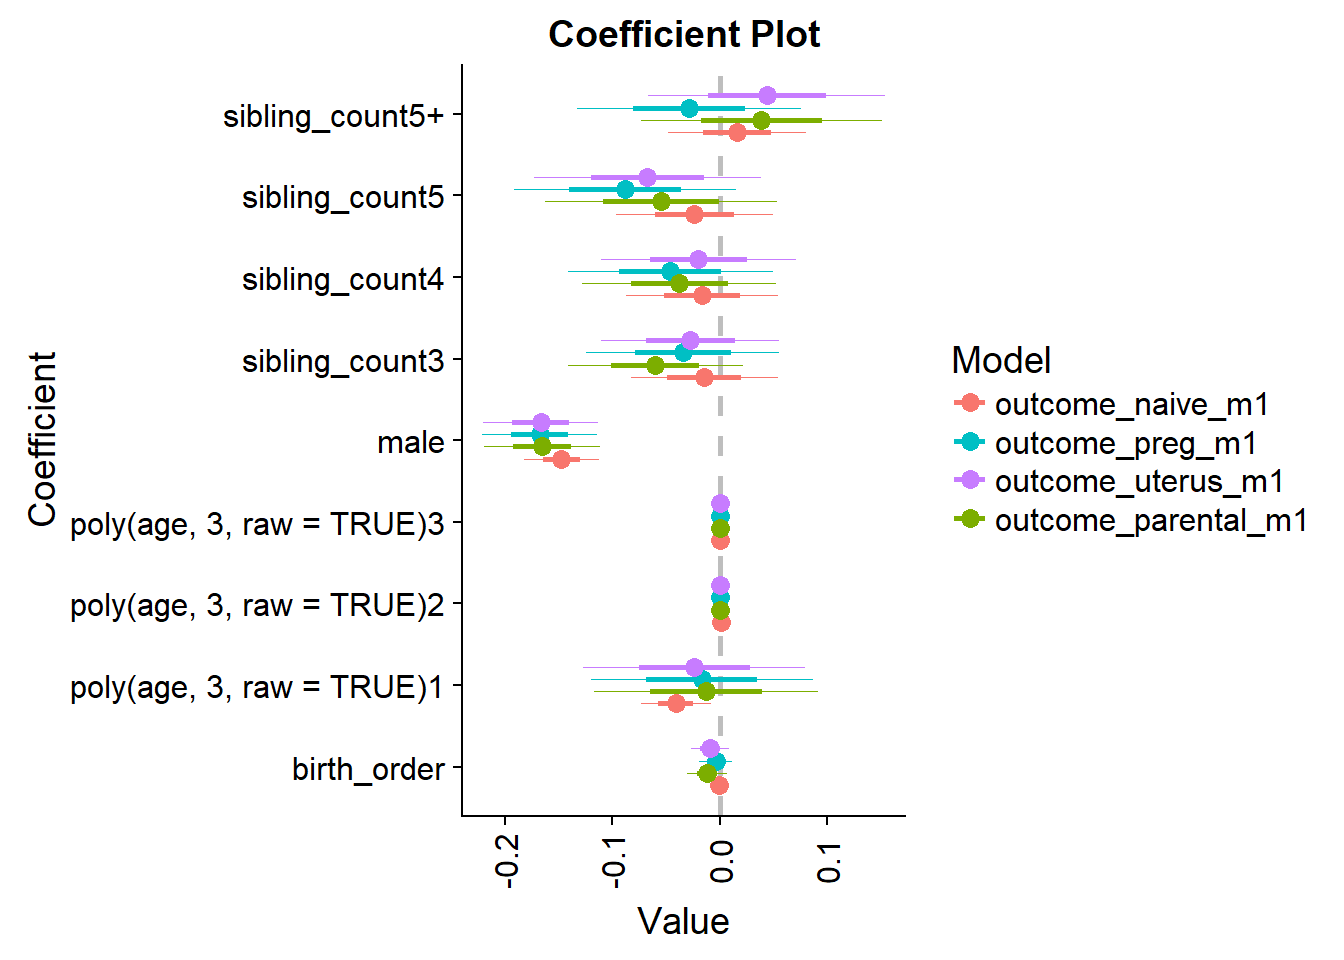 Coefficient Plot
Coefficient
sibling_count5+
sibling_count5
sibling_count4
sibling_count3
male
poly(age, 3, raw = TRUE)3
poly(age, 3, raw = TRUE)2
poly(age, 3, raw = TRUE)1
birth_order
-0.2
-0.1
0.0
0.1
Value
Model
outcome_naive_m1
outcome_preg_m1
outcome_uterus_m1
outcome_parental_m1